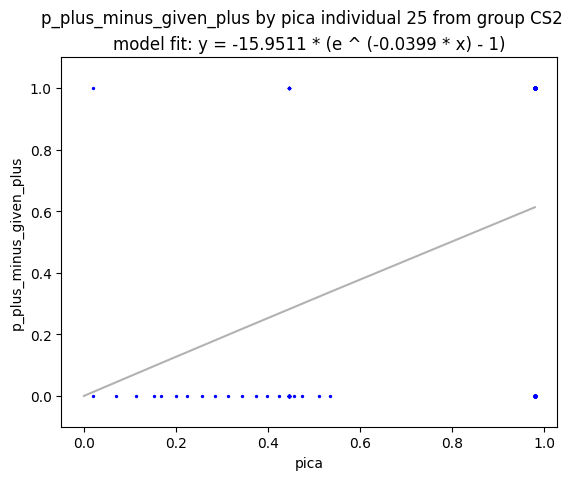 p_plus_minus_given_plus by pica individual 25 from group CS2
model fit: y = -15.9511 * (e ^ (-0.0399 * x) - 1)
p_plus_minus_given_plus
1.0
0.8
0.6
0.4
0.2
0.0
0.0 0.2 0.4 0.6 0.8 1.0
pica